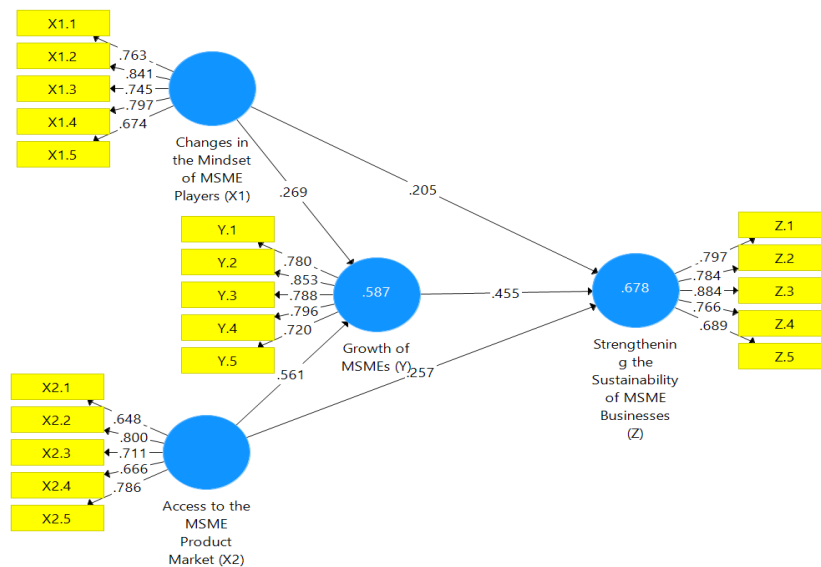 X1.1
X1.2
X1.3
X1.4
X1.5
.763
.841
.745
.797
.674
Changes in
the Mindset
of MSME
Players (X1)
.269
.205
Y.1
Y.2
Y.3
Y.4
Y.5
.780
.853
.788
.796
.720
.587
Growth of
MSMEs (Y)
.455
.561
.257
.678
Strengthenin
g the
Sustainability
of MSME
Businesses
(Z)
.797
.784
.884
.766
.689
Z.1
Z.2
Z.3
Z.4
Z.5
X2.1
X2.2
X2.3
X2.4
X2.5
.648
.800
.711
.666
.786
Access to the
MSME
Product
Market (X2)